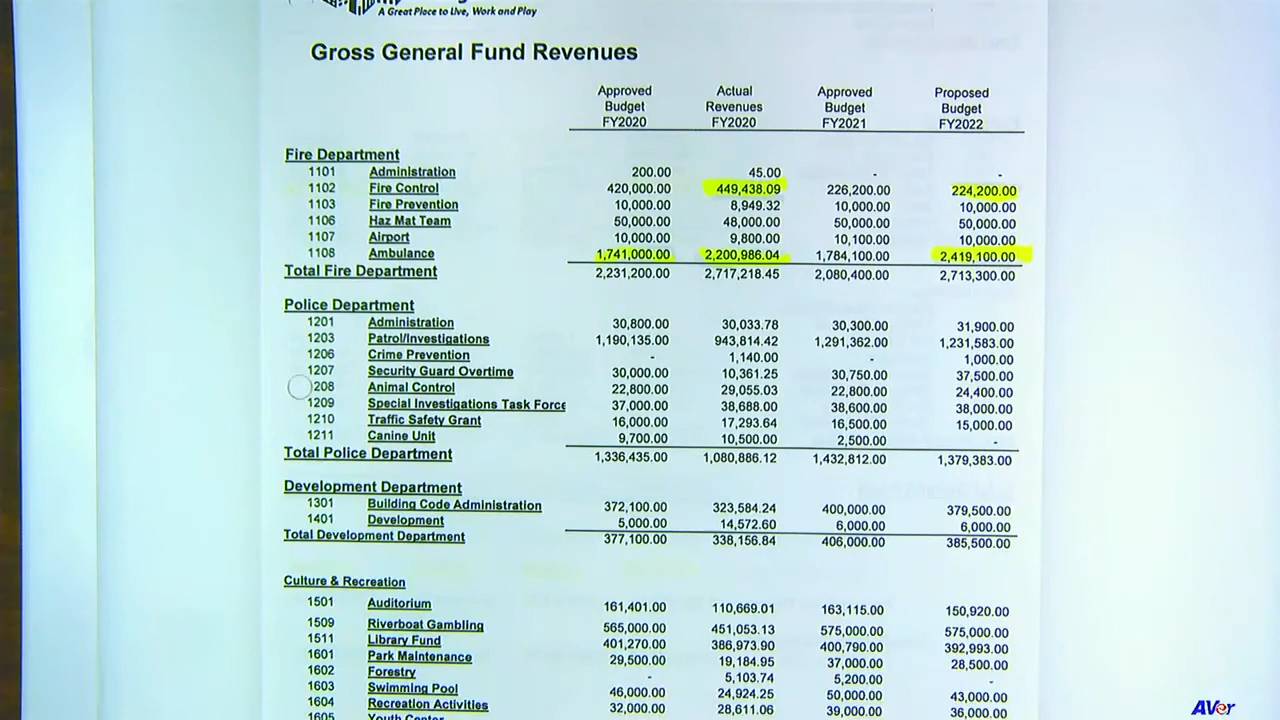 A Great Place to Live, Work and Play
Gross General Fund Revenues
Approved Budget FY2020 Actual Revenues FY2020 Approved Budget FY2021 Proposed Budget FY2022
Fire Department
1101 Administration 200.00 45.00 - -
1102 Fire Control 420,000.00 449,438.09 226,200.00 224,200.00
1103 Fire Prevention 10,000.00 8,949.32 10,000.00 10,000.00
1106 Haz Mat Team 50,000.00 48,000.00 50,000.00 50,000.00
1107 Airport 10,000.00 9,800.00 10,100.00 10,000.00
1108 Ambulance 1,741,000.00 2,200,986.04 1,784,100.00 2,419,100.00
Total Fire Department 2,231,200.00 2,717,218.45 2,080,400.00 2,713,300.00
Police Department
1201 Administration 30,800.00 30,033.78 30,300.00 31,900.00
1203 Patrol/Investigations 1,190,135.00 943,814.42 1,291,362.00 1,231,583.00
1206 Crime Prevention - 1,140.00 - 1,000.00
1207 Security Guard Overtime 30,000.00 10,361.25 30,750.00 37,500.00
208 Animal Control 22,800.00 29,055.03 22,800.00 24,400.00
1209 Special Investigations Task Force 37,000.00 38,688.00 38,600.00 38,000.00
1210 Traffic Safety Grant 16,000.00 17,293.64 16,500.00 15,000.00
1211 Canine Unit 9,700.00 10,500.00 2,500.00 -
Total Police Department 1,336,435.00 1,080,886.12 1,432,812.00 1,379,383.00
Development Department
1301 Building Code Administration 372,100.00 323,584.24 400,000.00 379,500.00
1401 Development 5,000.00 14,572.60 6,000.00 6,000.00
Total Development Department 377,100.00 338,156.84 406,000.00 385,500.00
Culture & Recreation
1501 Auditorium 161,401.00 110,669.01 163,115.00 150,920.00
1509 Riverboat Gambling 565,000.00 451,053.13 575,000.00 575,000.00
1511 Library Fund 401,270.00 386,973.90 400,790.00 392,993.00
1601 Park Maintenance 29,500.00 19,184.95 37,000.00 28,500.00
1602 Forestry - 5,103.74 5,200.00 -
1603 Swimming Pool 46,000.00 24,924.25 50,000.00 43,000.00
1604 Recreation Activities 32,000.00 28,611.06 39,000.00 36,000.00
1605 Youth Center
AVer